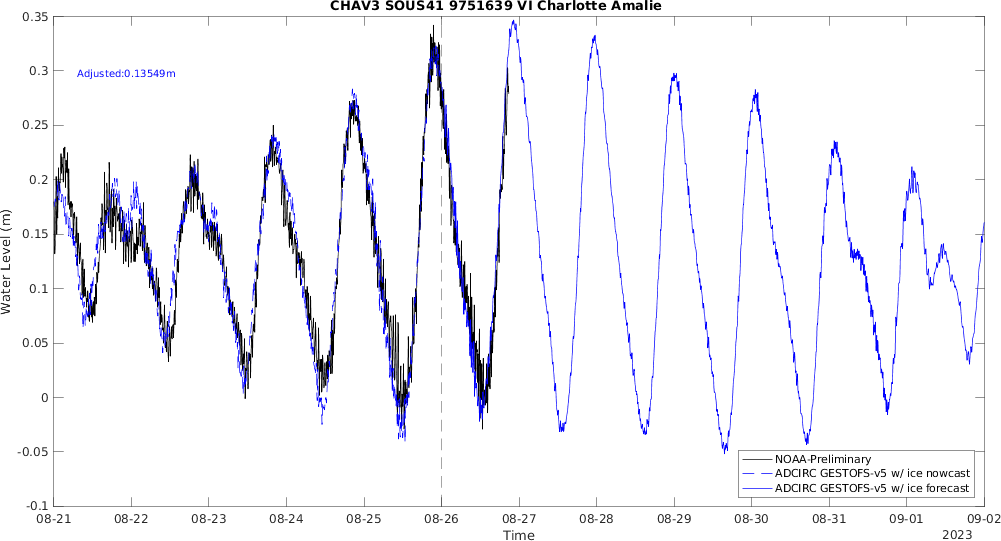 CHAV3 SOUS41 9751639 VI Charlotte Amalie
0.35
0.3
0.25
0.2
0.15
0.1
0.05
0
-0.05
-0.1
Water Level (m)
Adjusted:0.13549m
NOAA-Preliminary
ADCIRC GESTOFS-v5 w/ ice nowcast
ADCIRC GESTOFS-v5 w/ ice forecast
08-21 08-22 08-23 08-24 08-25 08-26 08-27 08-28 08-29 08-30 08-31 09-01 09-02
Time
2023